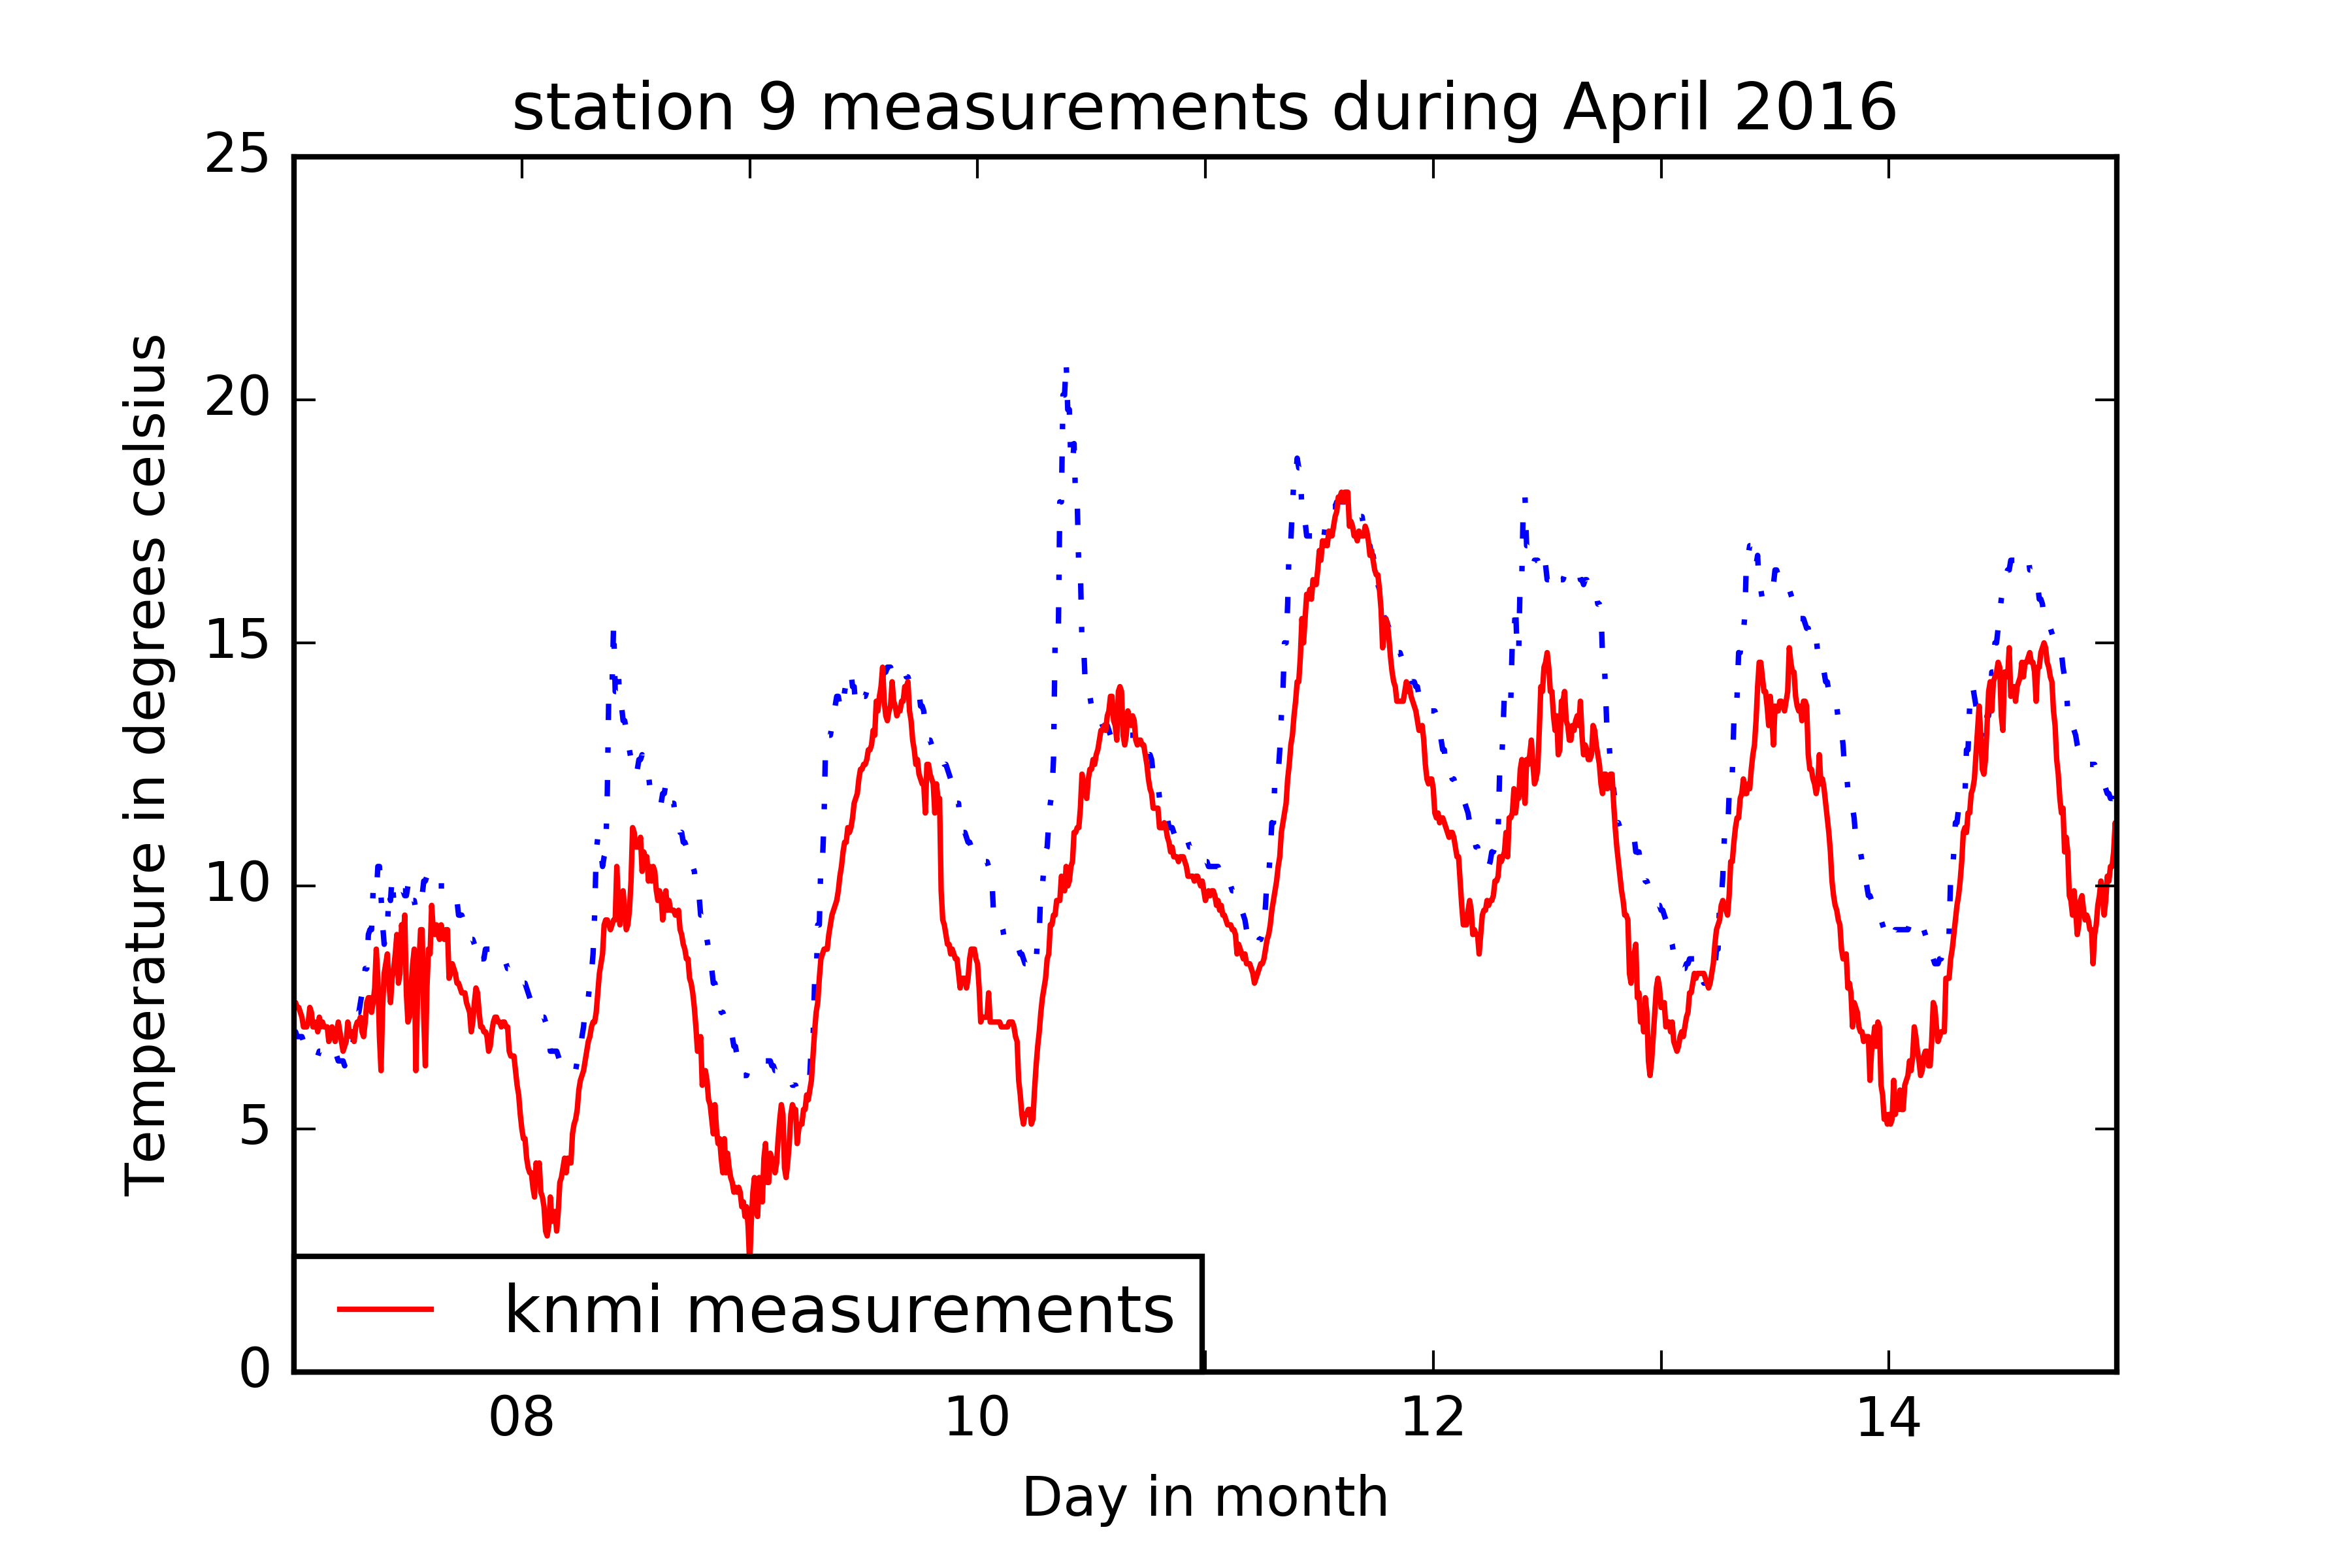 station 9 measurements during April 2016
25
20
15
10
5
0
Temperature in degrees celsius
knmi measurements
08 10 12 14
Day in month